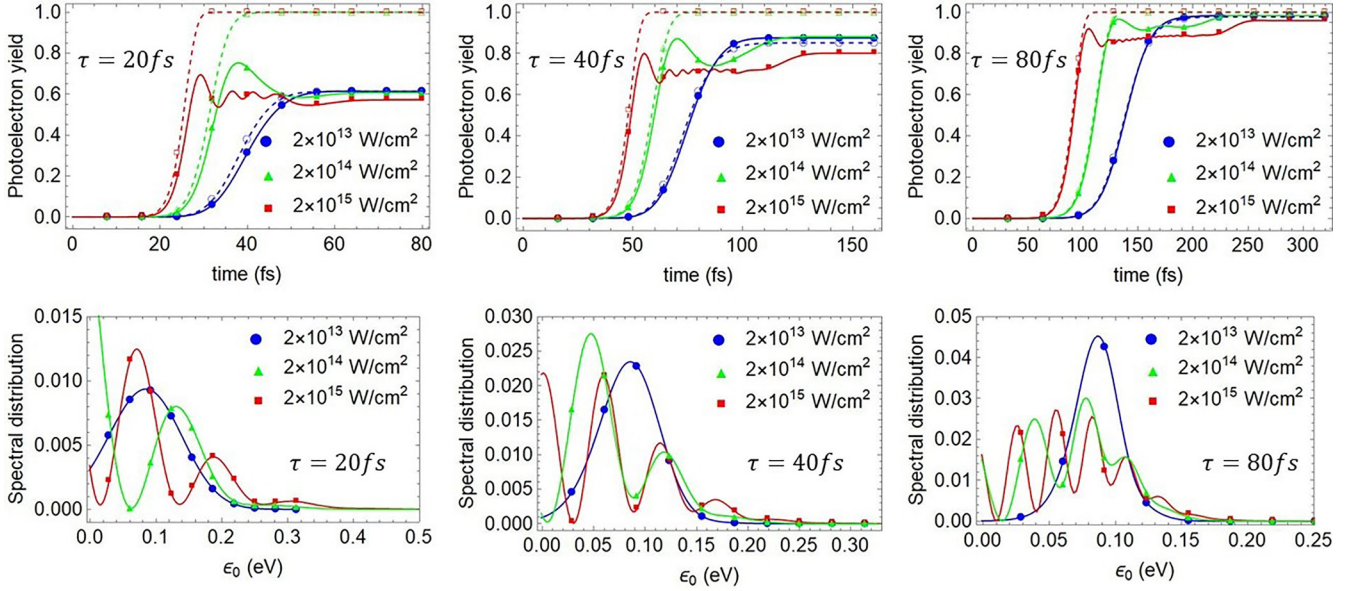 Photoelectron yield
1.0
0.8
0.6
0.4
0.2
0.0
τ = 20fs
2×10¹³ W/cm²
2×10¹⁴ W/cm²
2×10¹⁵ W/cm²
0 20 40 60 80
time (fs)
Photoelectron yield
1.0
0.8
0.6
0.4
0.2
0.0
τ = 40fs
2×10¹³ W/cm²
2×10¹⁴ W/cm²
2×10¹⁵ W/cm²
0 50 100 150
time (fs)
Photoelectron yield
1.0
0.8
0.6
0.4
0.2
0.0
τ = 80fs
2×10¹³ W/cm²
2×10¹⁴ W/cm²
2×10¹⁵ W/cm²
0 50 100 150 200 250 300
time (fs)
Spectral distribution
0.015
0.010
0.005
0.000
2×10¹³ W/cm²
2×10¹⁴ W/cm²
2×10¹⁵ W/cm²
τ = 20fs
0.0 0.1 0.2 0.3 0.4 0.5
ϵ₀ (eV)
Spectral distribution
0.030
0.025
0.020
0.015
0.010
0.005
0.000
2×10¹³ W/cm²
2×10¹⁴ W/cm²
2×10¹⁵ W/cm²
τ = 40fs
0.00 0.05 0.10 0.15 0.20 0.25 0.30
ϵ₀ (eV)
Spectral distribution
0.05
0.04
0.03
0.02
0.01
0.00
2×10¹³ W/cm²
2×10¹⁴ W/cm²
2×10¹⁵ W/cm²
τ = 80fs
0.00 0.05 0.10 0.15 0.20 0.25
ϵ₀ (eV)